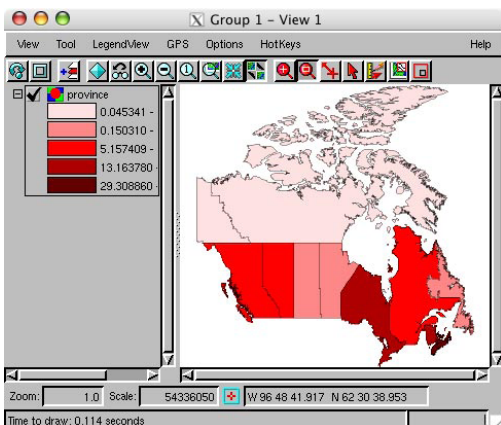 Group 1 - View 1
View Tool LegendView GPS Options HotKeys Help
province
0.045341 -
0.150310 -
5.157409 -
13.163780 -
29.308860 -
Zoom: 1.0 Scale: 54336050 W 96 48 41.917 N 62 30 38.953
Time to draw: 0.114 seconds